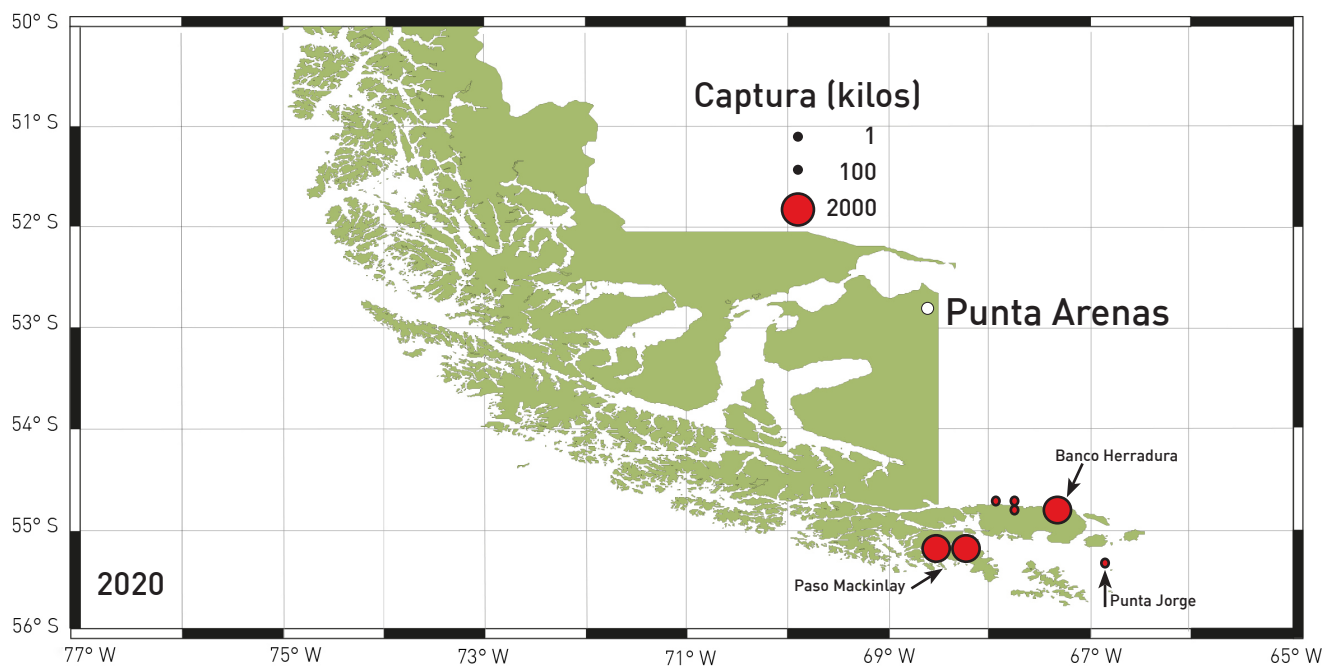 50° S
51° S
52° S
53° S
54° S
55° S
56° S
Captura (kilos)
1
100
2000
Punta Arenas
Banco Herradura
Paso Mackinlay
Punta Jorge
2020
77° W
75° W
73° W
71° W
69° W
67° W
65° W